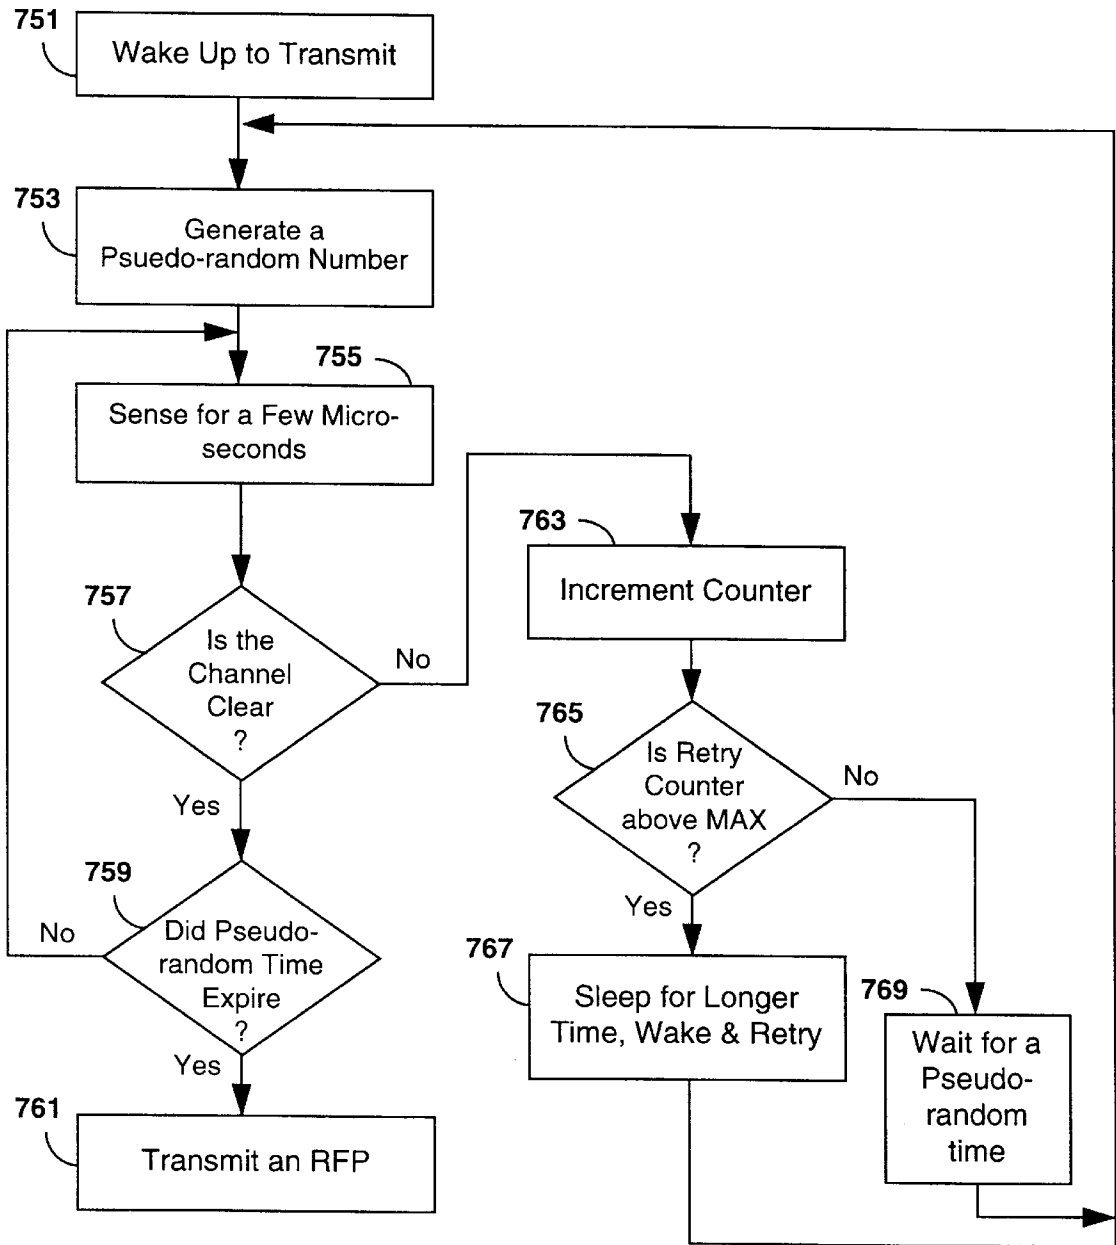 751
Wake Up to Transmit
753
Generate a
Psuedo-random Number
755
Sense for a Few Micro-
seconds
757
Is the
Channel
Clear
?
No
Yes
759
Did Pseudo-
random Time
Expire
?
No
Yes
761
Transmit an RFP
763
Increment Counter
765
Is Retry
Counter
above MAX
?
No
Yes
767
Sleep for Longer
Time, Wake & Retry
769
Wait for a
Pseudo-
random
time